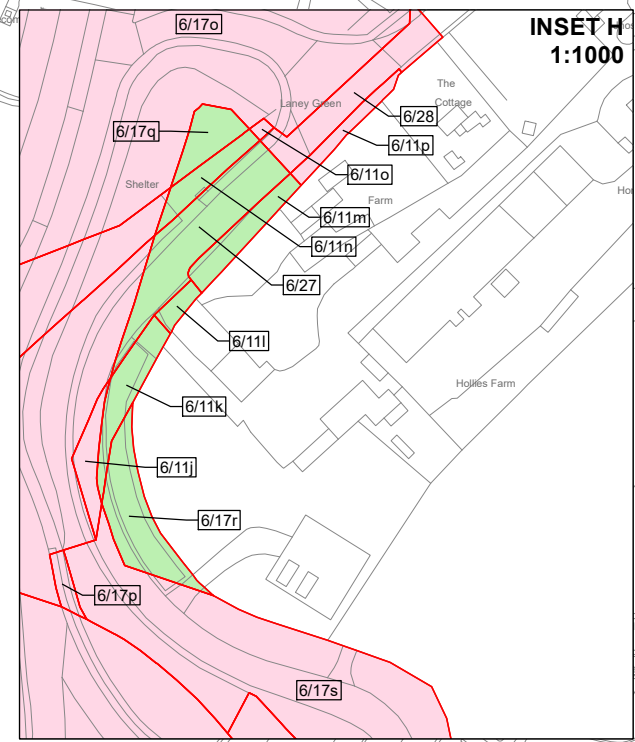 6/17o
INSET H
1:1000
The
Cottage
Laney Green
6/28
6/17q
6/11p
6/11o
Shelter
Farm
6/11m
6/11n
6/27
6/11l
Hollies Farm
6/11k
6/11j
6/17r
6/17p
6/17s